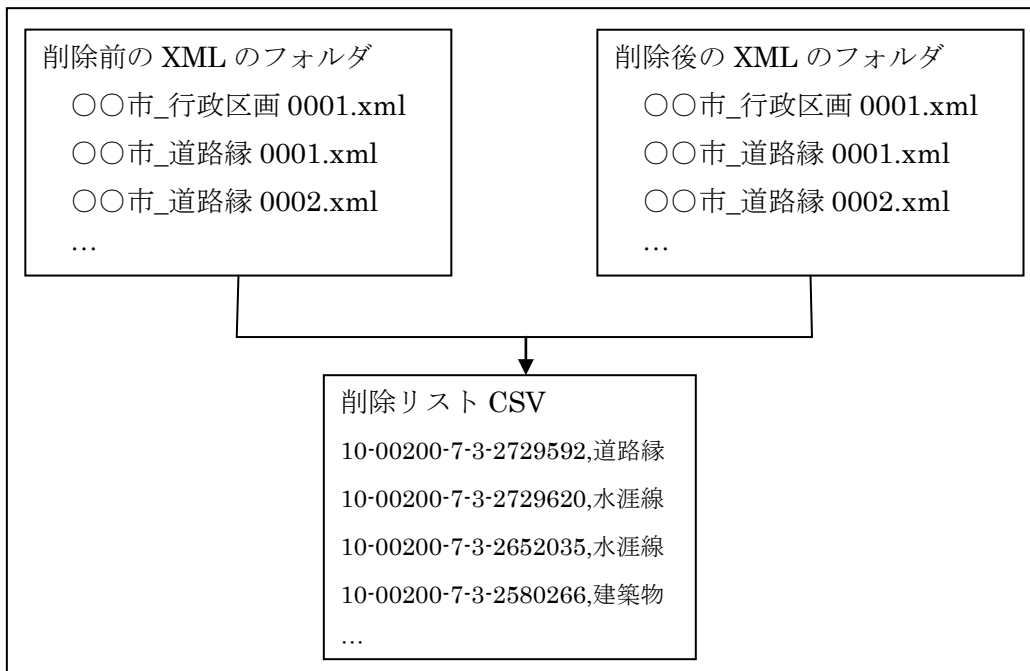 削除前の XML のフォルダ
○○市_行政区画 0001.xml
○○市_道路縁 0001.xml
○○市_道路縁 0002.xml
…
削除後の XML のフォルダ
○○市_行政区画 0001.xml
○○市_道路縁 0001.xml
○○市_道路縁 0002.xml
…
削除リスト CSV
10-00200-7-3-2729592,道路縁
10-00200-7-3-2729620,水涯線
10-00200-7-3-2652035,水涯線
10-00200-7-3-2580266,建築物
…